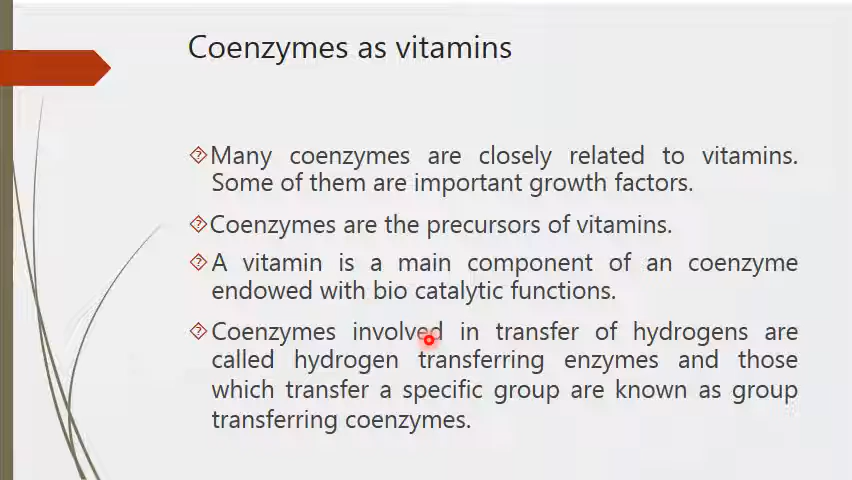 Coenzymes as vitamins
Many coenzymes are closely related to vitamins.
Some of them are important growth factors.
Coenzymes are the precursors of vitamins.
A vitamin is a main component of an coenzyme
endowed with bio catalytic functions.
Coenzymes involved in transfer of hydrogens are
called hydrogen transferring enzymes and those
which transfer a specific group are known as group
transferring coenzymes.